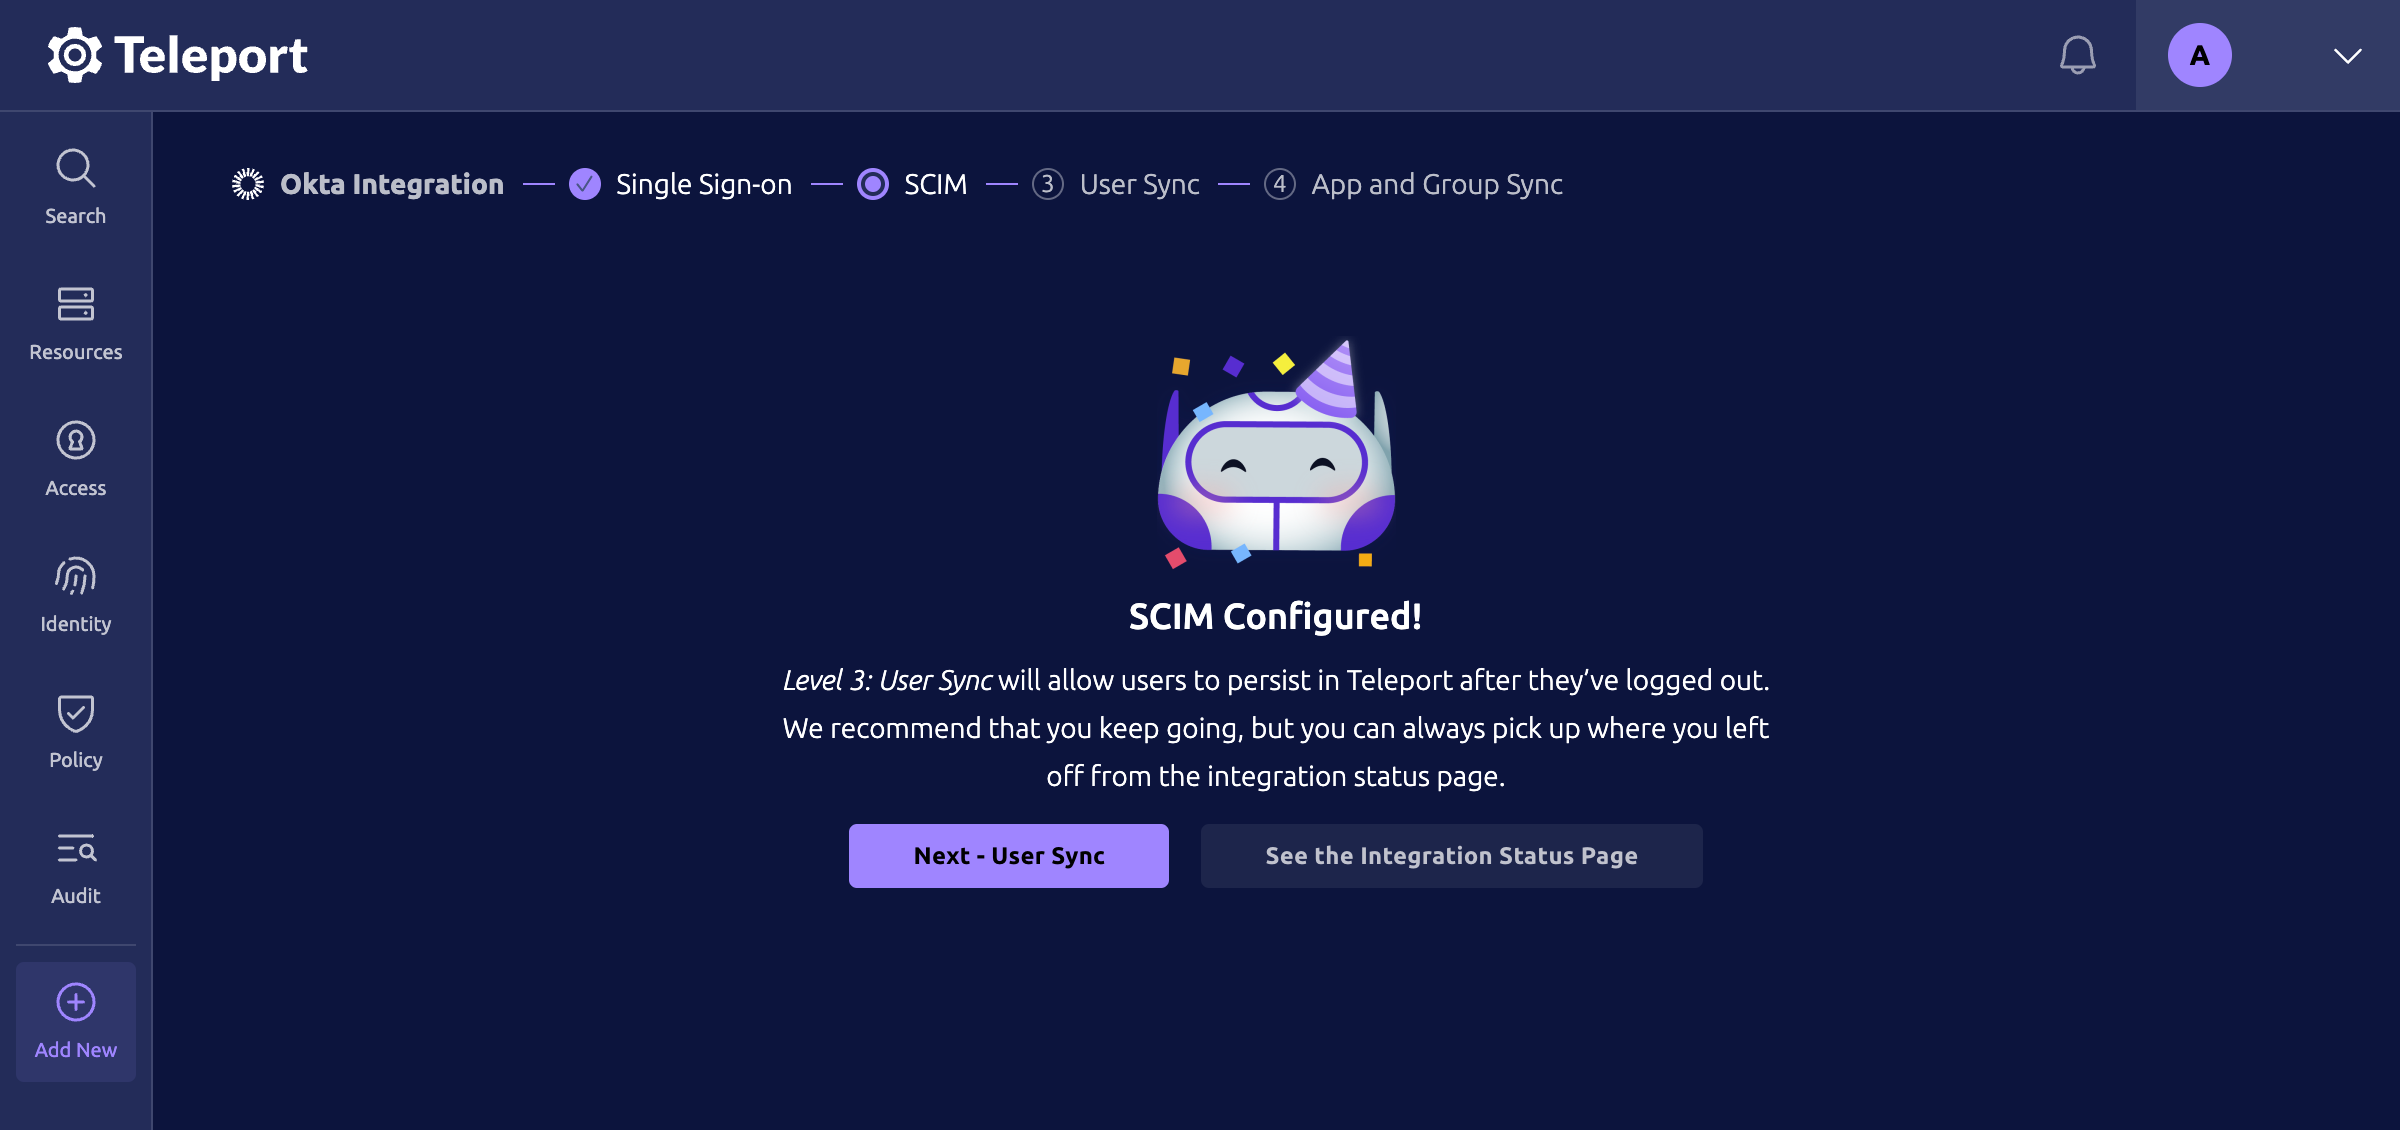 Teleport
A
Search
Resources
Access
Identity
Policy
Audit
Add New
Okta Integration
Single Sign-on
SCIM
3
User Sync
4
App and Group Sync
SCIM Configured!
Level 3: User Sync will allow users to persist in Teleport after they’ve logged out.
We recommend that you keep going, but you can always pick up where you left
off from the integration status page.
Next - User Sync
See the Integration Status Page